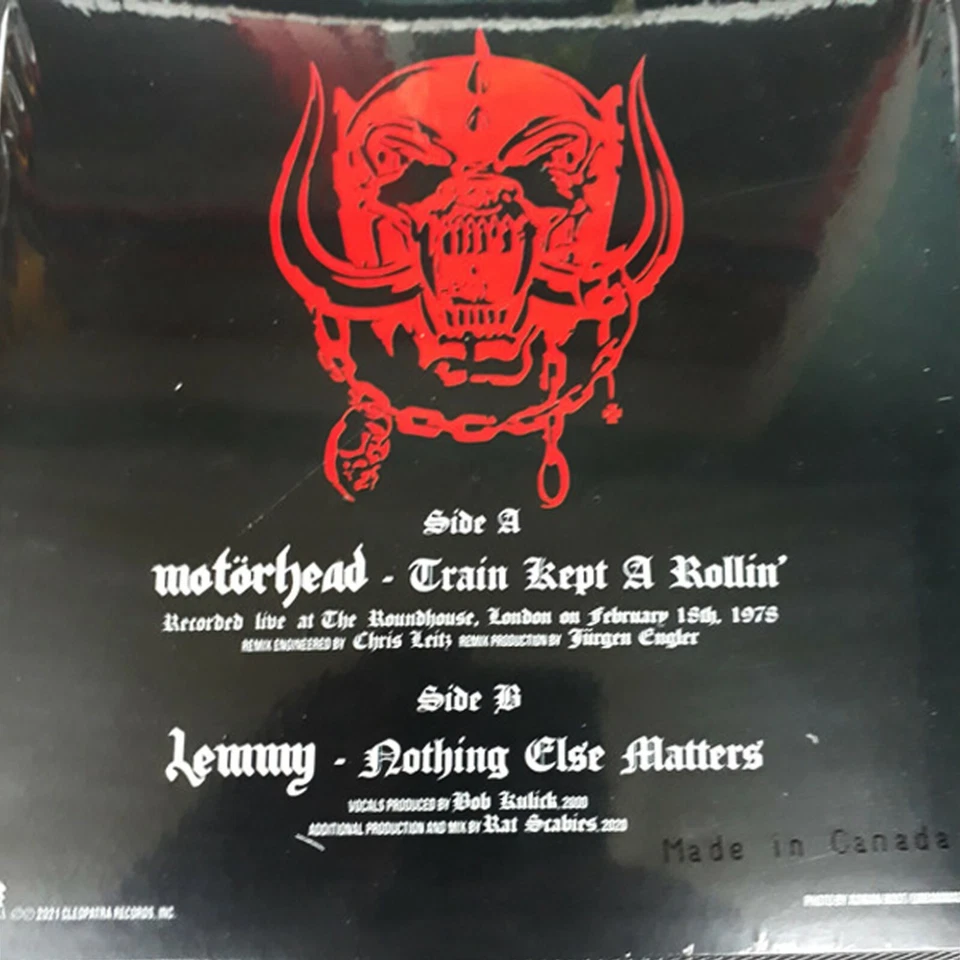 Side A
motörhead - Train Kept A Rollin'
Recorded live at The Roundhouse, London on February 18th, 1978
REMIX ENGINEERED BY Chris Leitz REMIX PRODUCTION BY Jürgen Engler
Side B
Lemmy - Nothing Else Matters
VOCALS PRODUCED BY Bob Kulick, 2000
ADDITIONAL PRODUCTION AND MIX BY Rat Scabies, 2020
Made in Canada
©℗ 2021 CLEOPATRA RECORDS, INC.
PHOTO BY